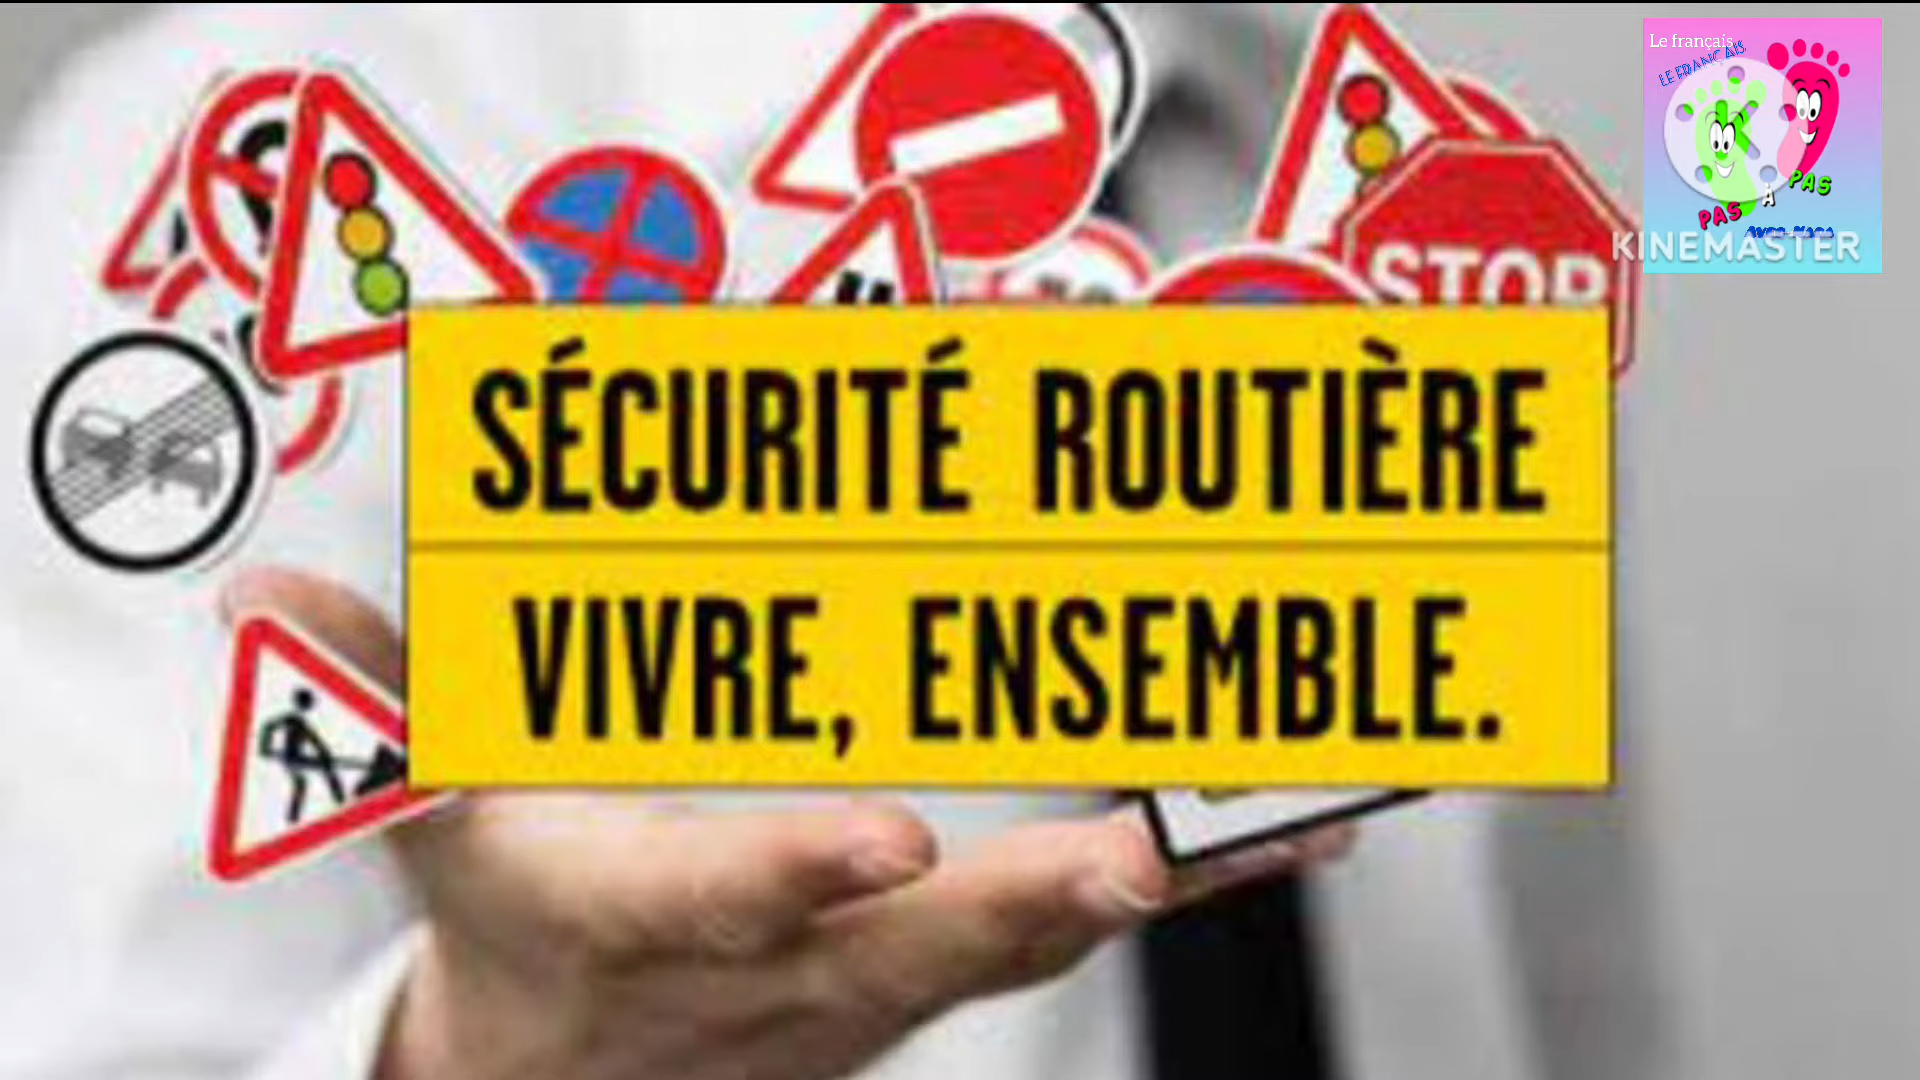 Le français
LE FRANÇAIS
PAS
À
PAS
KINEMASTER
STOP
SÉCURITÉ ROUTIÈRE
VIVRE, ENSEMBLE.